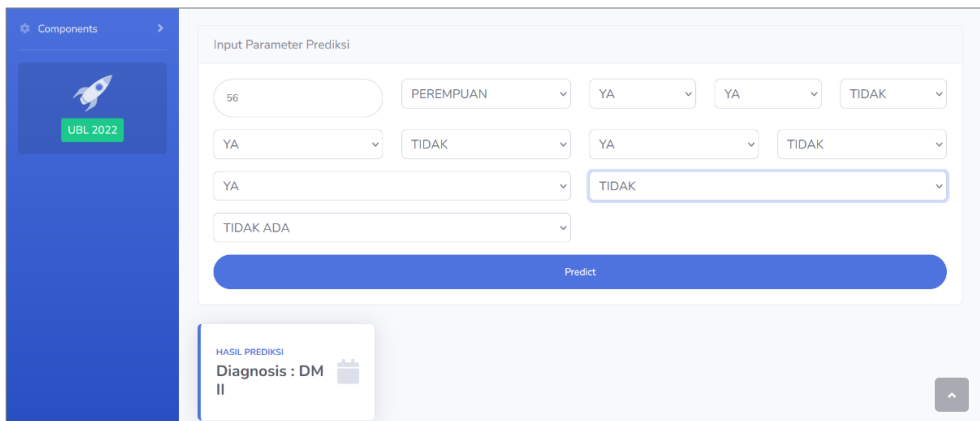 Components
UBL 2022
Input Parameter Prediksi
56 PEREMPUAN YA YA TIDAK
YA TIDAK YA TIDAK
YA TIDAK
TIDAK ADA
Predict
HASIL PREDIKSI
Diagnosis : DM
II